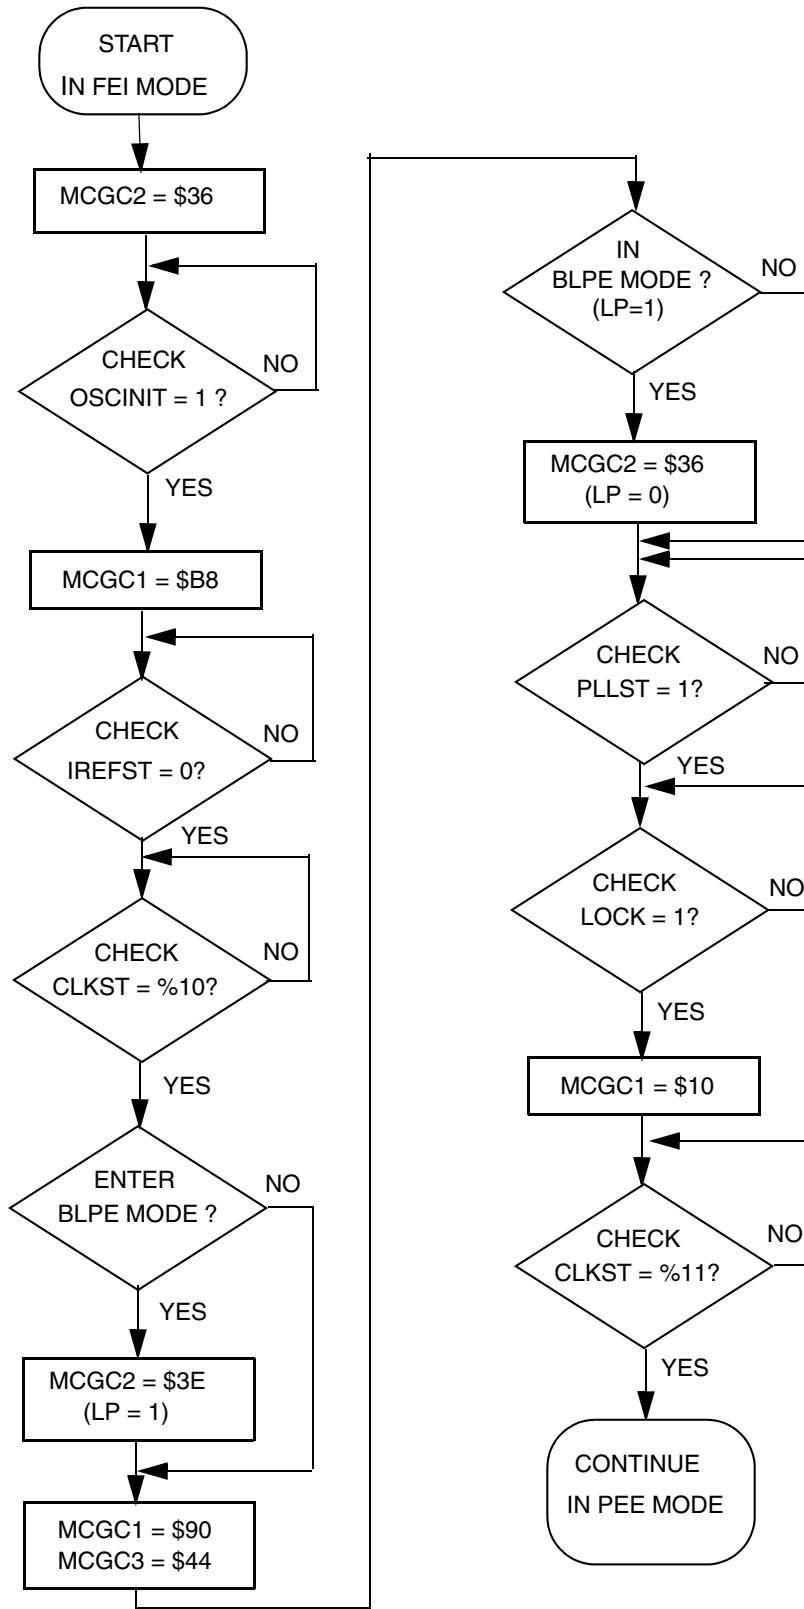 START
IN FEI MODE
MCGC2 = $36
CHECK
OSCINIT = 1 ?
NO
YES
MCGC1 = $B8
CHECK
IREFST = 0?
NO
YES
CHECK
CLKST = %10?
NO
YES
ENTER
BLPE MODE ?
NO
YES
MCGC2 = $3E
(LP = 1)
MCGC1 = $90
MCGC3 = $44
IN
BLPE MODE ?
(LP=1)
NO
YES
MCGC2 = $36
(LP = 0)
CHECK
PLLST = 1?
NO
YES
CHECK
LOCK = 1?
NO
YES
MCGC1 = $10
CHECK
CLKST = %11?
NO
YES
CONTINUE
IN PEE MODE